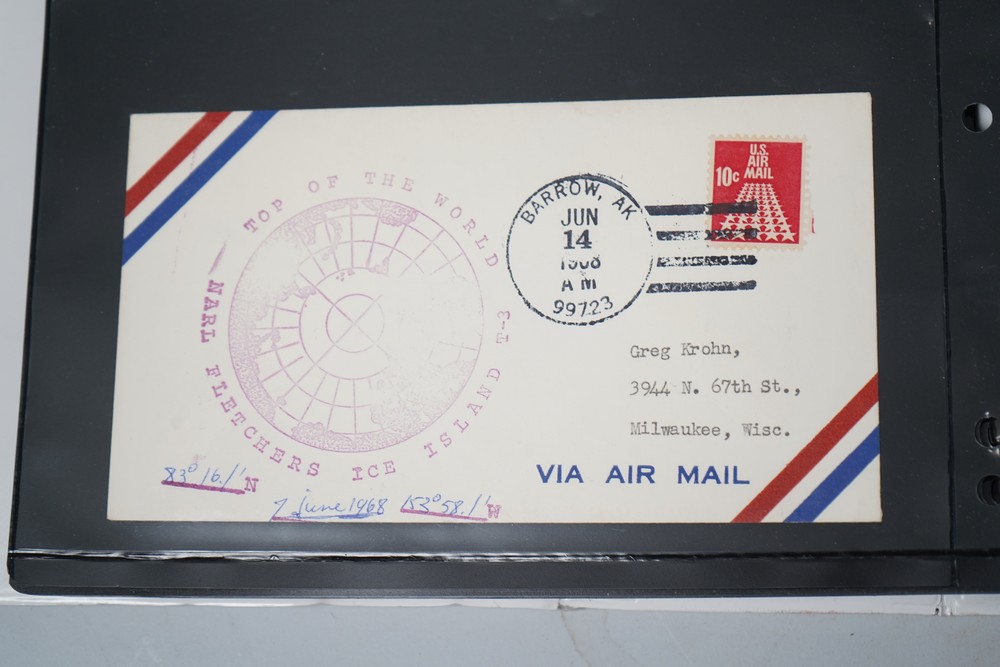 TOP OF THE WORLD
NARL FLETCHERS ICE ISLAND T-3
BARROW, AK
JUN
14
1968
AM
99723
U.S.
AIR
MAIL
10c
Greg Krohn,
3944 N. 67th St.,
Milwaukee, Wisc.
VIA AIR MAIL
83° 16.1' N
7 June 1968 153° 58.1' W